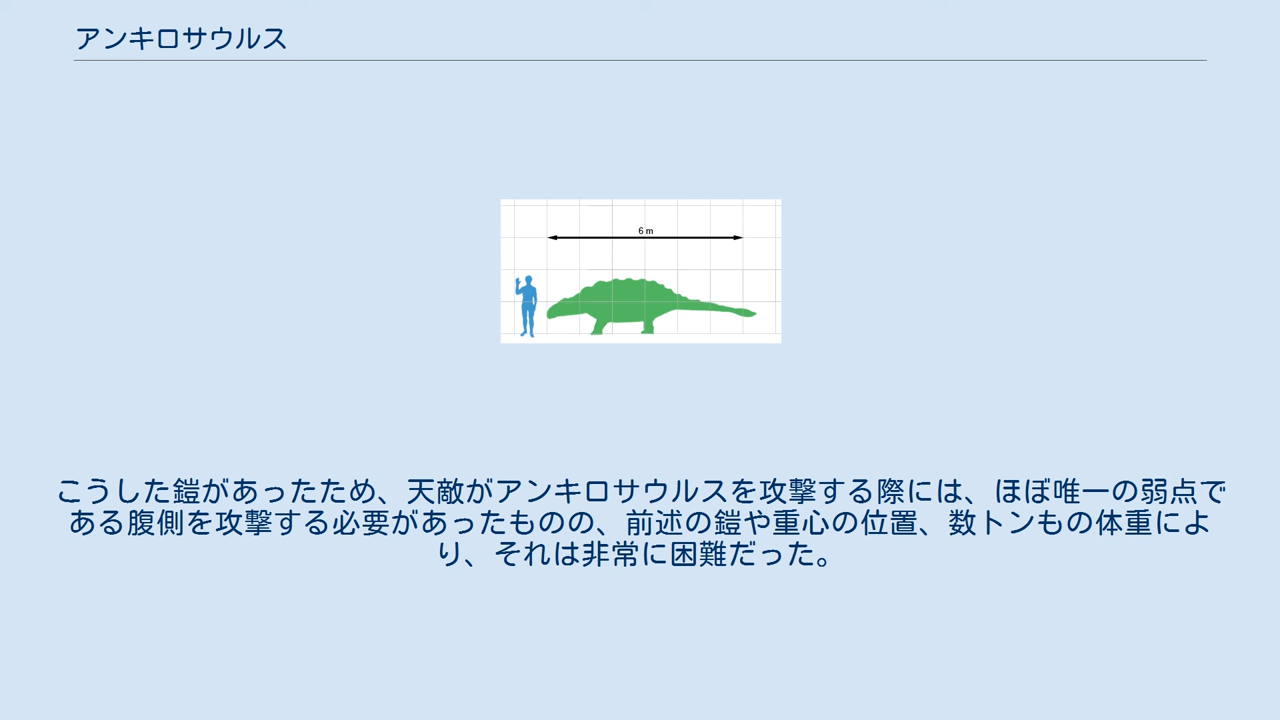 アンキロサウルス
6 m
こうした鎧があったため、天敵がアンキロサウルスを攻撃する際には、ほぼ唯一の弱点で
ある腹側を攻撃する必要があったものの、前述の鎧や重心の位置、数トンもの体重によ
り、それは非常に困難だった。